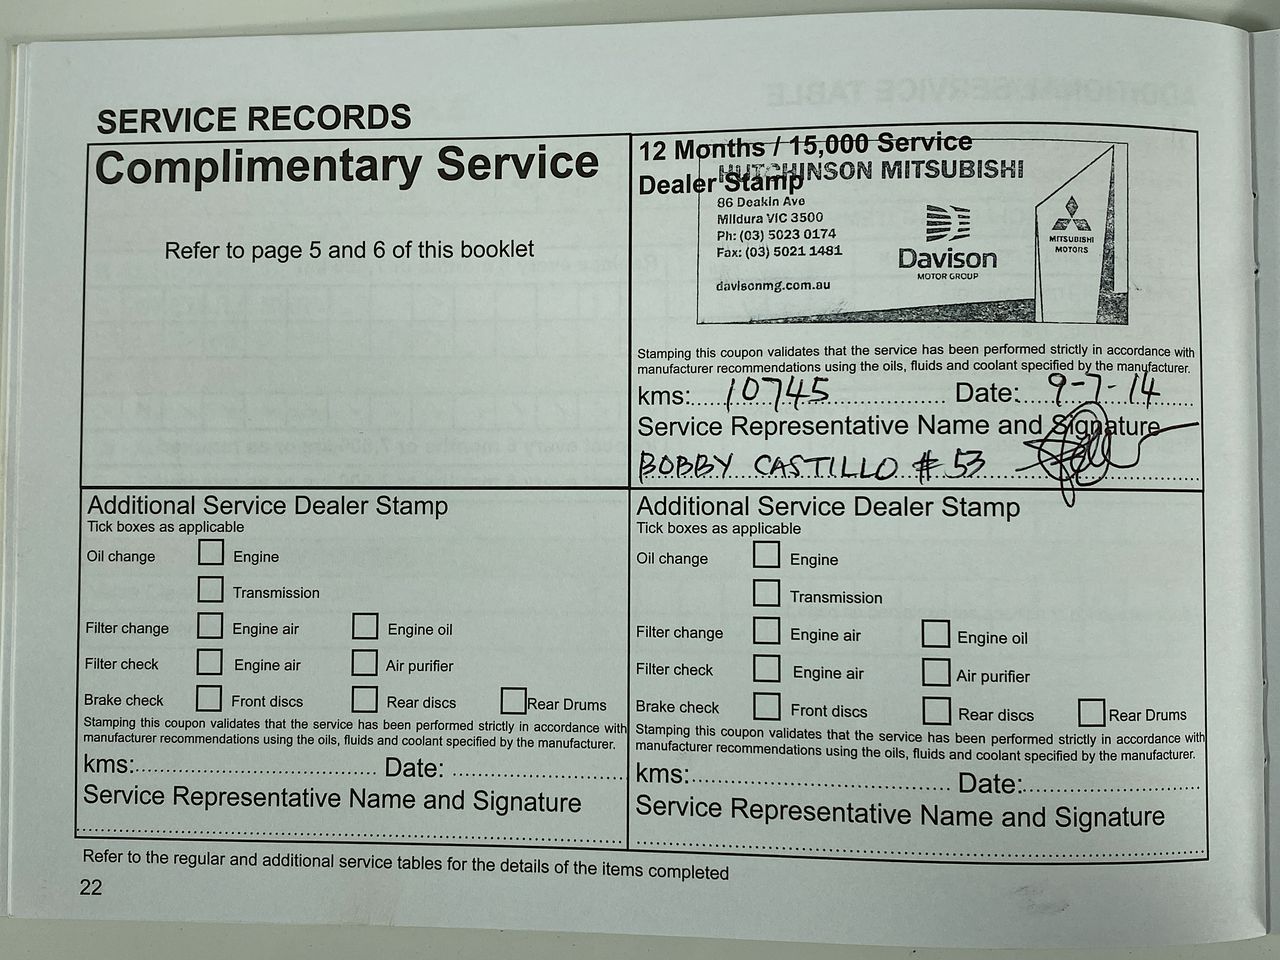 SERVICE RECORDS
Complimentary Service
Refer to page 5 and 6 of this booklet
12 Months / 15,000 Service
Dealer Stamp
HUTCHINSON MITSUBISHI
86 Deakin Ave
Mildura VIC 3500
Ph: (03) 5023 0174
Fax: (03) 5021 1481
davisonmg.com.au
Davison
MOTOR GROUP
MITSUBISHI
MOTORS
Stamping this coupon validates that the service has been performed strictly in accordance with
manufacturer recommendations using the oils, fluids and coolant specified by the manufacturer.
kms: 10745 Date: 9-7-14
Service Representative Name and Signature
BOBBY CASTILLO #53
Additional Service Dealer Stamp
Tick boxes as applicable
Oil change Engine
Transmission
Filter change Engine air Engine oil
Filter check Engine air Air purifier
Brake check Front discs Rear discs Rear Drums
Stamping this coupon validates that the service has been performed strictly in accordance with
manufacturer recommendations using the oils, fluids and coolant specified by the manufacturer.
kms: Date:
Service Representative Name and Signature
Additional Service Dealer Stamp
Tick boxes as applicable
Oil change Engine
Transmission
Filter change Engine air Engine oil
Filter check Engine air Air purifier
Brake check Front discs Rear discs Rear Drums
Stamping this coupon validates that the service has been performed strictly in accordance with
manufacturer recommendations using the oils, fluids and coolant specified by the manufacturer.
kms: Date:
Service Representative Name and Signature
Refer to the regular and additional service tables for the details of the items completed
22